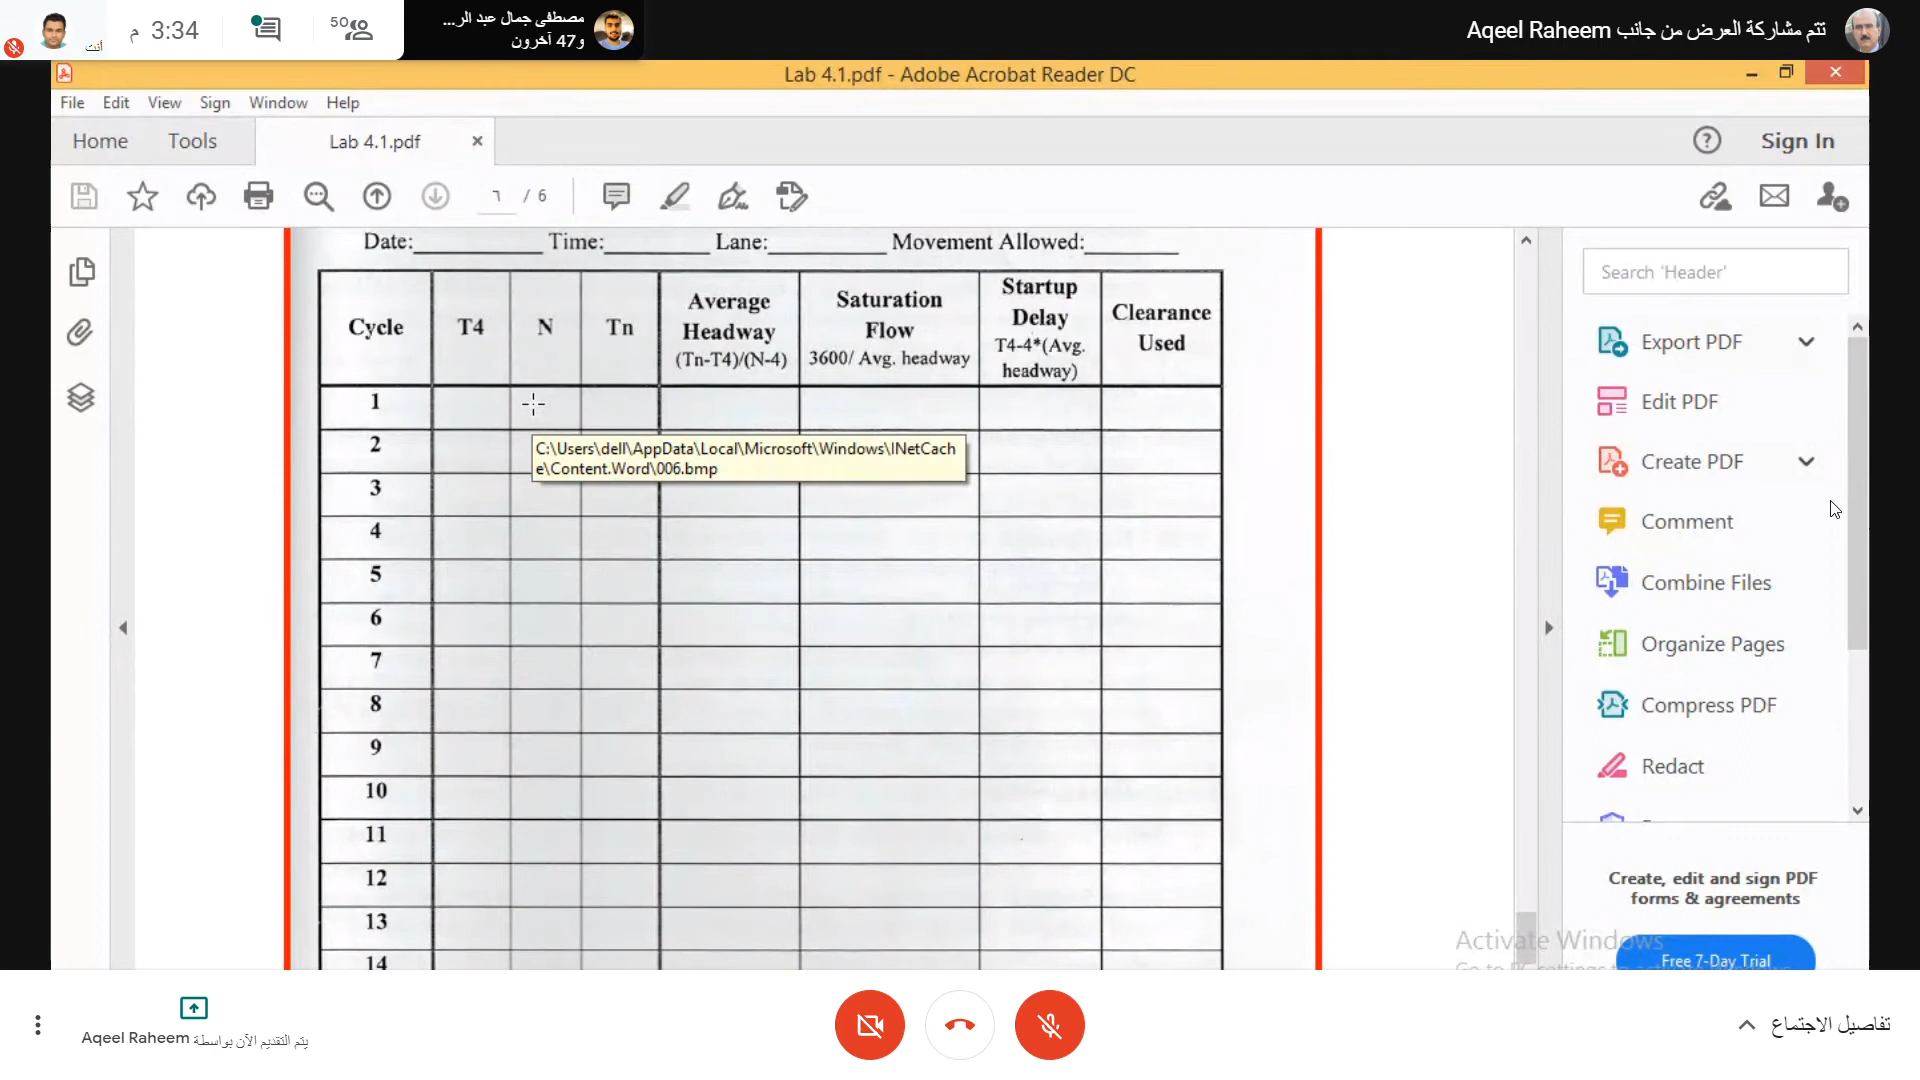 أنت
3:34 م
50
مصطفى جمال عبد الر...
و47 آخرون
تتم مشاركة العرض من جانب Aqeel Raheem
Lab 4.1.pdf - Adobe Acrobat Reader DC
File Edit View Sign Window Help
Home Tools Lab 4.1.pdf × ? Sign In
٦ / 6
Date: Time: Lane: Movement Allowed:
Cycle T4 N Tn
Average
Headway
(Tn-T4)/(N-4)
Saturation
Flow
3600/ Avg. headway
Startup
Delay
T4-4*(Avg.
headway)
Clearance
Used
1
2
C:\Users\dell\AppData\Local\Microsoft\Windows\INetCach
e\Content.Word\006.bmp
3
4
5
6
7
8
9
10
11
12
13
14
Search 'Header'
Export PDF
Edit PDF
Create PDF
Comment
Combine Files
Organize Pages
Compress PDF
Redact
Create, edit and sign PDF
forms & agreements
Activate Windows
Free 7-Day Trial
يتم التقديم الآن بواسطة Aqeel Raheem
تفاصيل الاجتماع